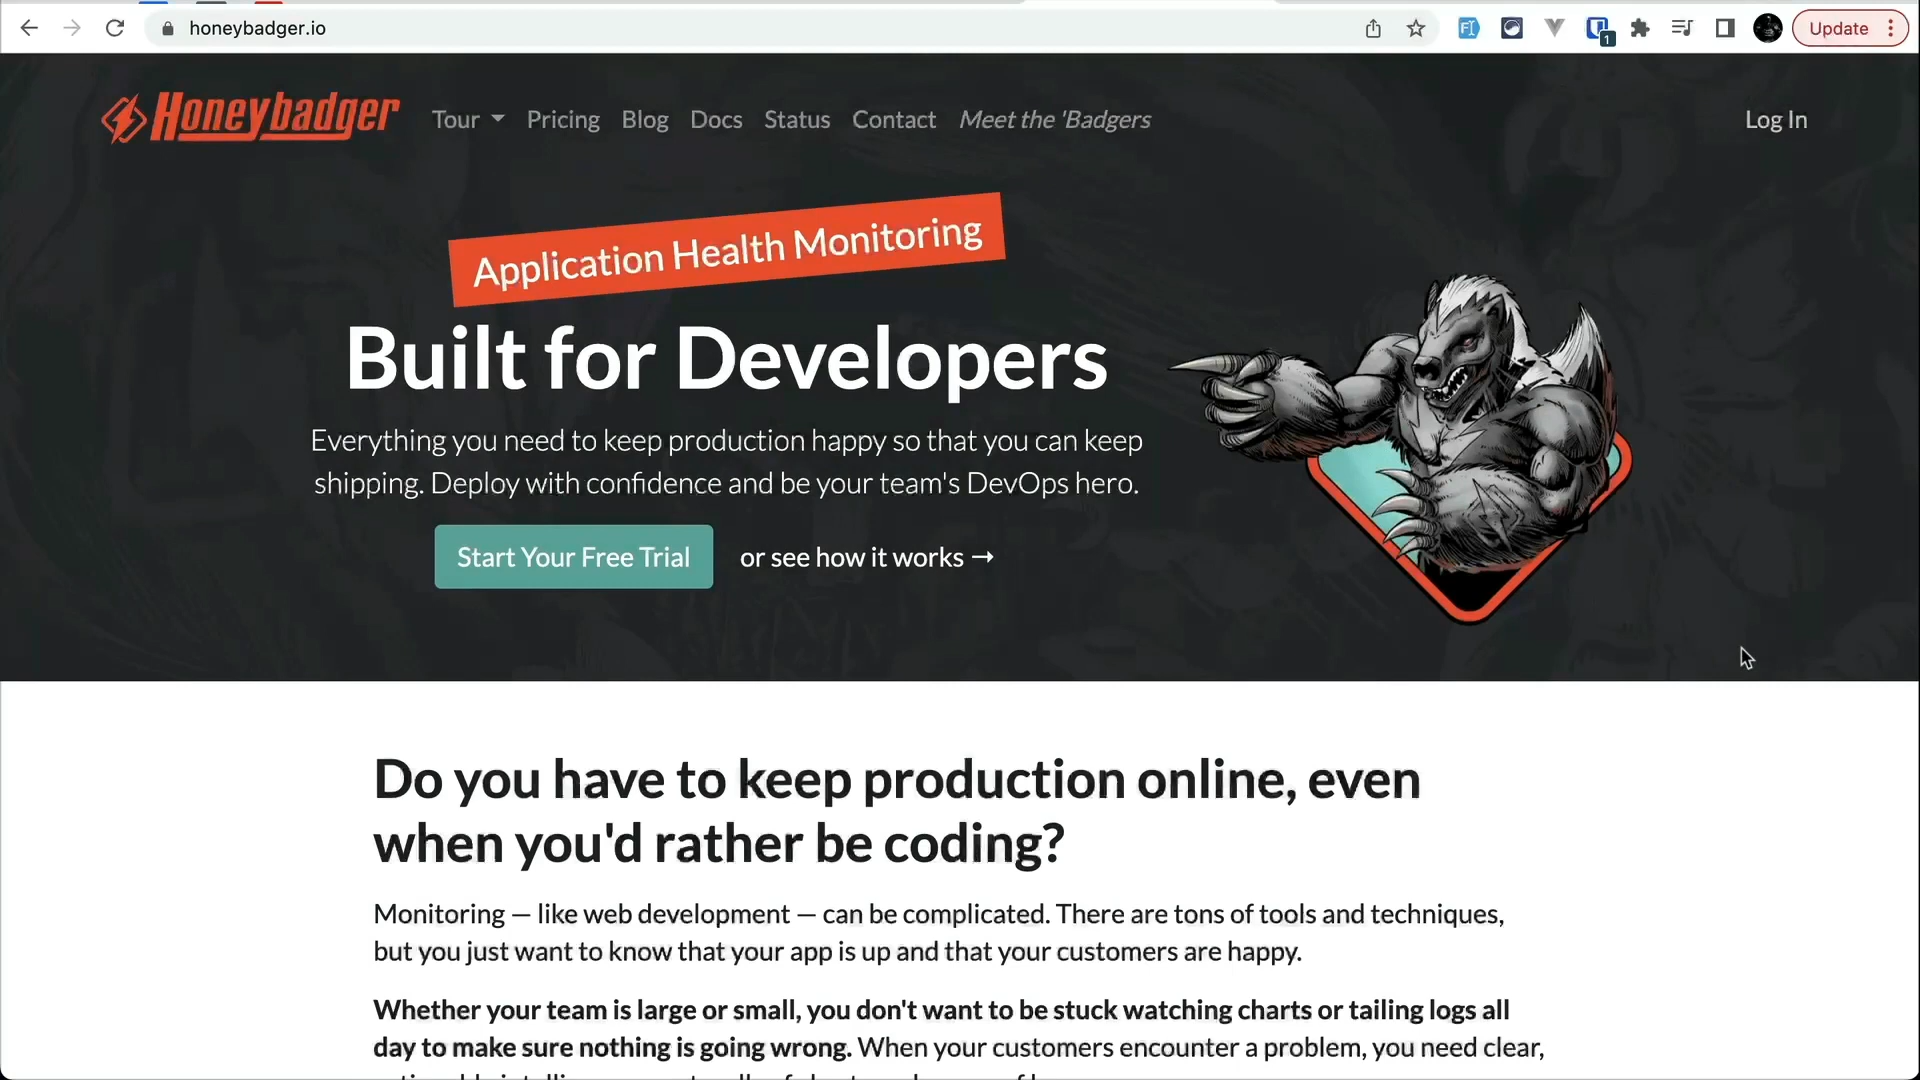 honeybadger.io
1
Update
Honeybadger
Tour
Pricing
Blog
Docs
Status
Contact
Meet the 'Badgers
Log In
Application Health Monitoring
Built for Developers
Everything you need to keep production happy so that you can keep
shipping. Deploy with confidence and be your team's DevOps hero.
Start Your Free Trial
or see how it works →
Do you have to keep production online, even
when you'd rather be coding?
Monitoring — like web development — can be complicated. There are tons of tools and techniques,
but you just want to know that your app is up and that your customers are happy.
Whether your team is large or small, you don't want to be stuck watching charts or tailing logs all
day to make sure nothing is going wrong. When your customers encounter a problem, you need clear,